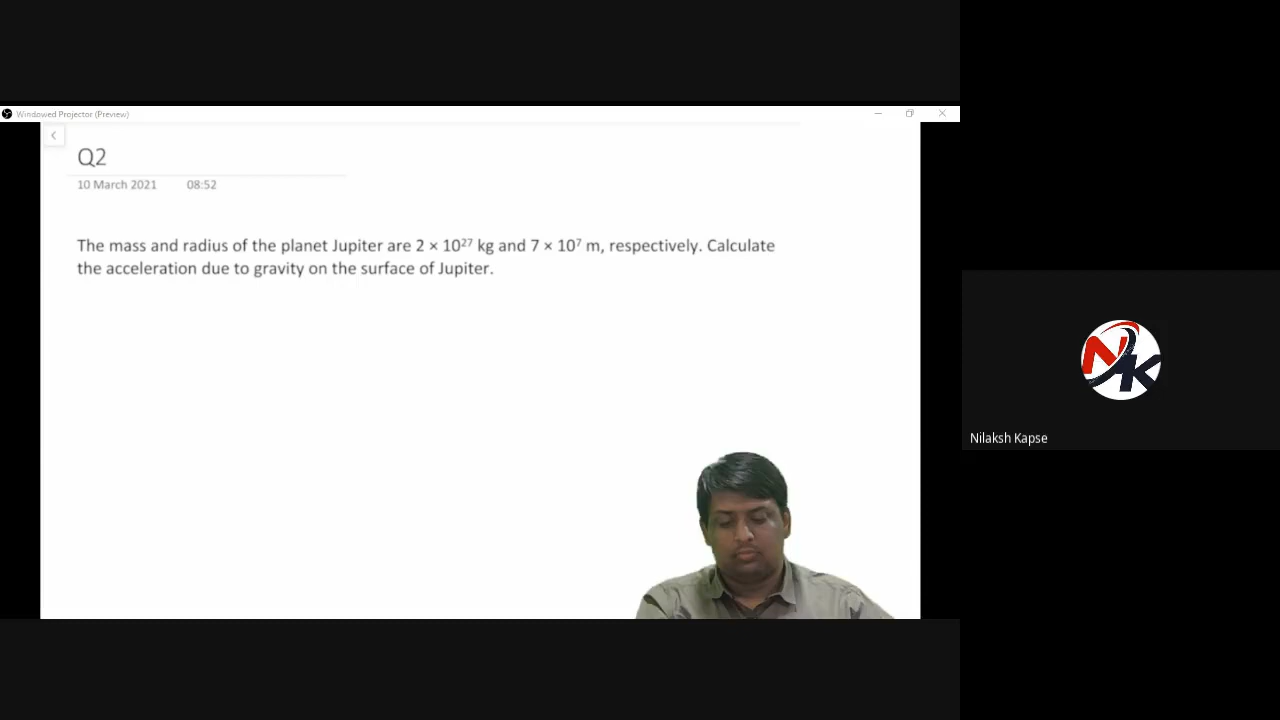 Windowed Projector (Preview)
Q2
10 March 2021 08:52
The mass and radius of the planet Jupiter are 2 × 10²⁷ kg and 7 × 10⁷ m, respectively. Calculate
the acceleration due to gravity on the surface of Jupiter.
NK
Nilaksh Kapse